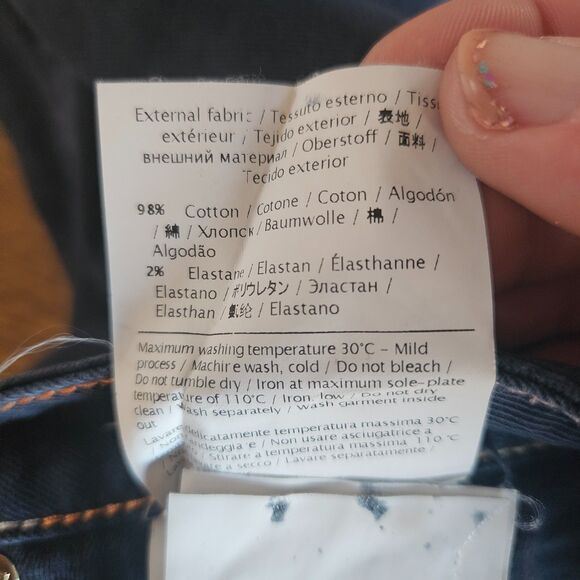 External fabric / Tessuto esterno / Tissu
extérieur / Tejido exterior / 表地 /
внешний материал / Oberstoff / 面料 /
Tecido exterior
98% Cotton / Cotone / Coton / Algodón
/ 綿 / Хлопск / Baumwolle / 棉 /
Algodão
2% Elastane / Elastan / Élasthanne /
Elastano / ポリウレタン / Эластан /
Elasthan / 氨纶 / Elastano
Maximum washing temperature 30°C – Mild
process / Machine wash, cold / Do not bleach /
Do not tumble dry / Iron at maximum sole-plate
temperature of 110°C / Iron, low / Do not dry
clean / Wash separately / Wash garment inside
out
Lavare delicatamente temperatura massima 30°C
/ Non candeggiare / Non usare asciugatrice a
/ Stirare a temperatura massima 110 °C
a secco / Lavare separatamente /